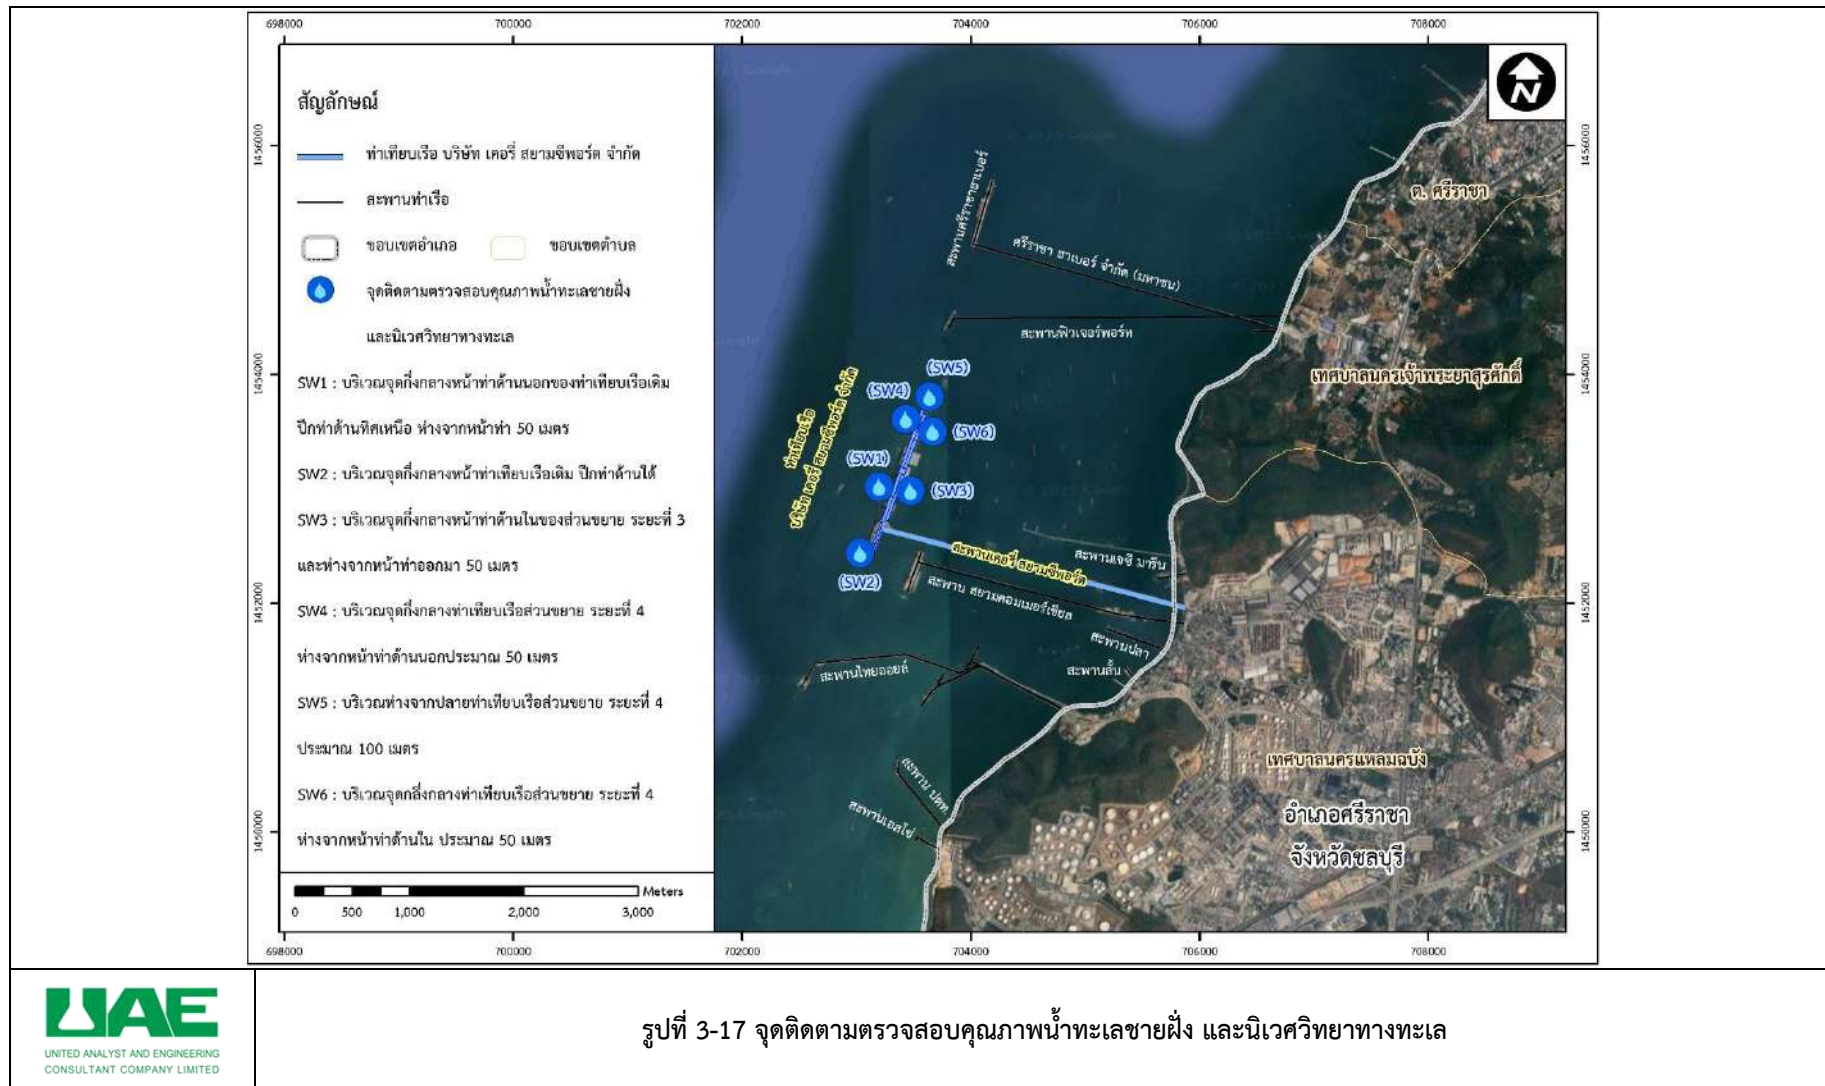 698000 700000 702000 704000 706000 708000
สัญลักษณ์
ท่าเทียบเรือ บริษัท เคอรี่ สยามซีพอร์ต จำกัด
สะพานท่าเรือ
ขอบเขตอำเภอ ขอบเขตตำบล
จุดติดตามตรวจสอบคุณภาพน้ำทะเลชายฝั่ง
และนิเวศวิทยาทางทะเล
SW1 : บริเวณจุดกึ่งกลางหน้าท่าด้านนอกของท่าเทียบเรือเดิม
ปีกท่าด้านทิศเหนือ ห่างจากหน้าท่า 50 เมตร
SW2 : บริเวณจุดกึ่งกลางหน้าท่าเทียบเรือเดิม ปีกท่าด้านใต้
SW3 : บริเวณจุดกึ่งกลางหน้าท่าด้านในของส่วนขยาย ระยะที่ 3
และห่างจากหน้าท่าออกมา 50 เมตร
SW4 : บริเวณจุดกึ่งกลางท่าเทียบเรือส่วนขยาย ระยะที่ 4
ห่างจากหน้าท่าด้านนอกประมาณ 50 เมตร
SW5 : บริเวณห่างจากปลายท่าเทียบเรือส่วนขยาย ระยะที่ 4
ประมาณ 100 เมตร
SW6 : บริเวณจุดกลึ่งกลางท่าเทียบเรือส่วนขยาย ระยะที่ 4
ห่างจากหน้าท่าด้านใน ประมาณ 50 เมตร
Meters
0 500 1,000 2,000 3,000
1456000
1454000
1452000
1450000
N
ต. ศรีราชา
สะพานศรีราชาฮาเบอร์
ศรีราชา ฮาเบอร์ จำกัด (มหาชน)
สะพานฟิวเจอร์พอร์ท
เทศบาลนครเจ้าพระยาสุรศักดิ์
ท่าเทียบเรือ
บริษัท เคอรี่ สยามซีพอร์ต จำกัด
(SW5)
(SW4)
(SW6)
(SW1)
(SW3)
(SW2)
สะพานเคอรี่ สยามซีพอร์ต
สะพานเจซี มารีน
สะพาน สยามคอมเมอร์เชียล
สะพานปลา
สะพานสั้น
สะพานไทยออยล์
เทศบาลนครแหลมฉบัง
สะพาน ปตท.
สะพานเอสโซ่
อำเภอศรีราชา
จังหวัดชลบุรี
1456000
1454000
1452000
1450000
698000 700000 702000 704000 706000 708000
UAE
UNITED ANALYST AND ENGINEERING
CONSULTANT COMPANY LIMITED
รูปที่ 3-17 จุดติดตามตรวจสอบคุณภาพน้ำทะเลชายฝั่ง และนิเวศวิทยาทางทะเล